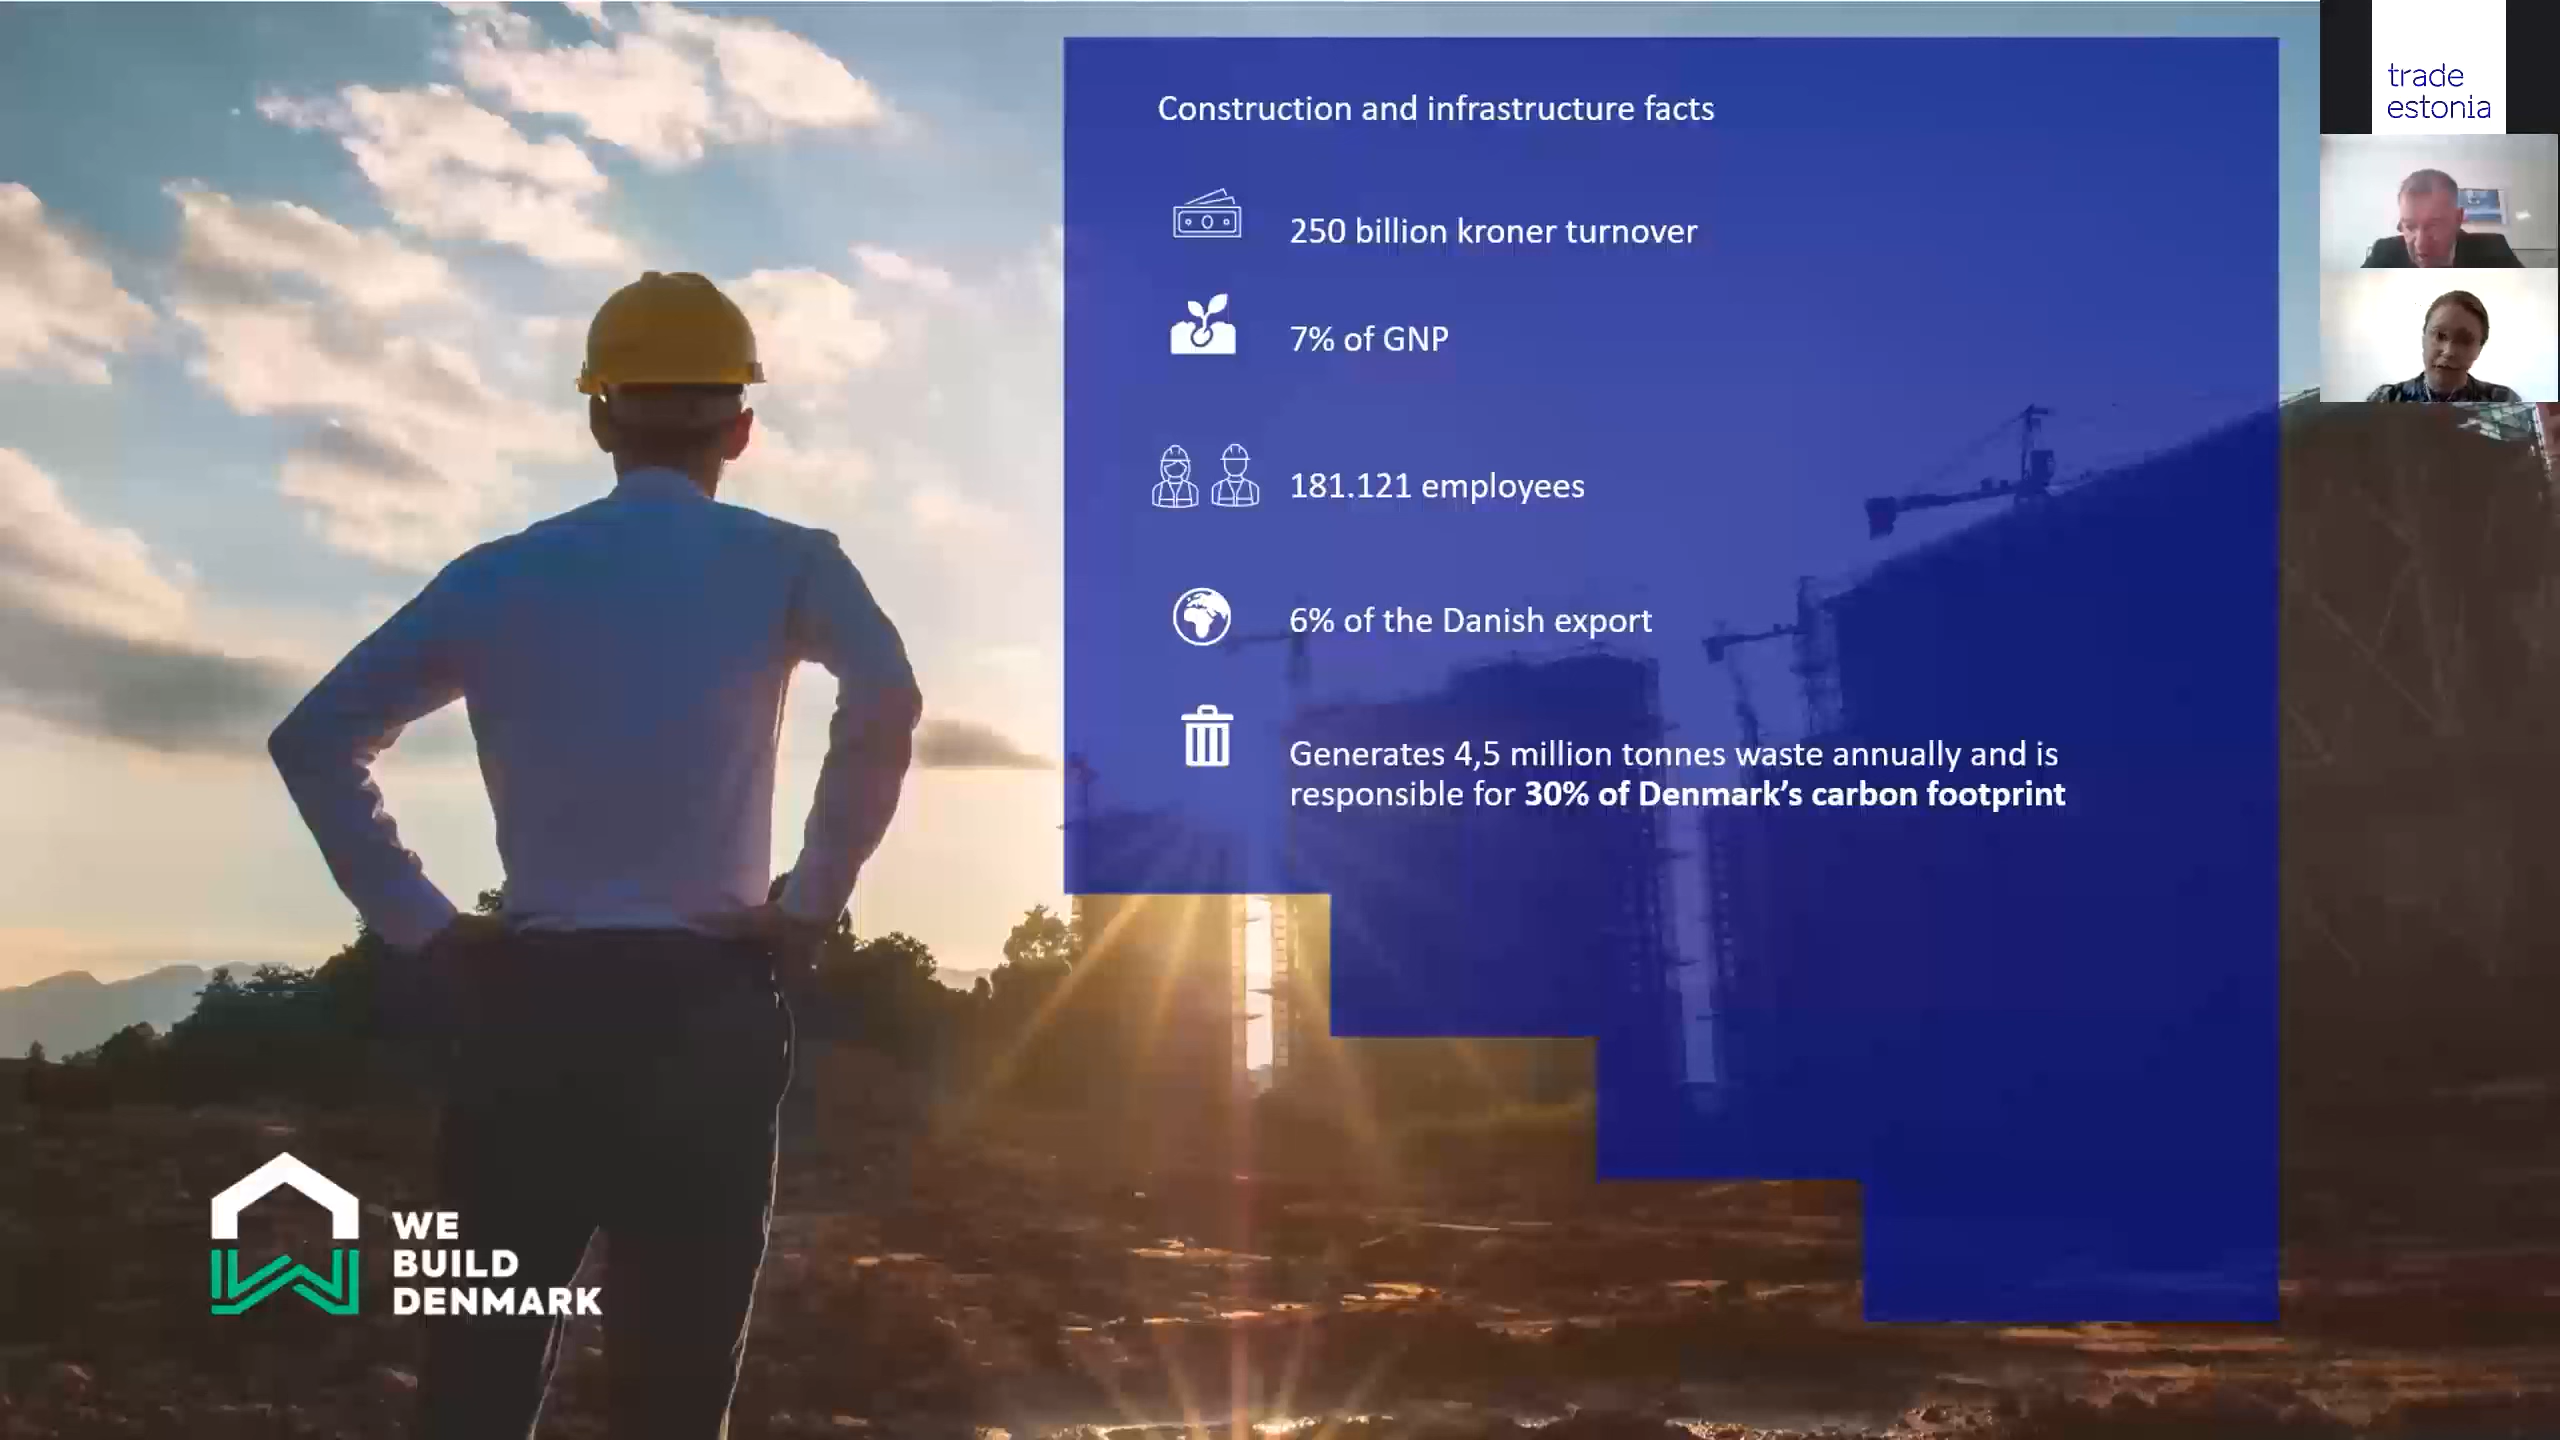 Construction and infrastructure facts
250 billion kroner turnover
7% of GNP
181.121 employees
6% of the Danish export
Generates 4,5 million tonnes waste annually and is
responsible for 30% of Denmark’s carbon footprint
WE
BUILD
DENMARK
trade
estonia